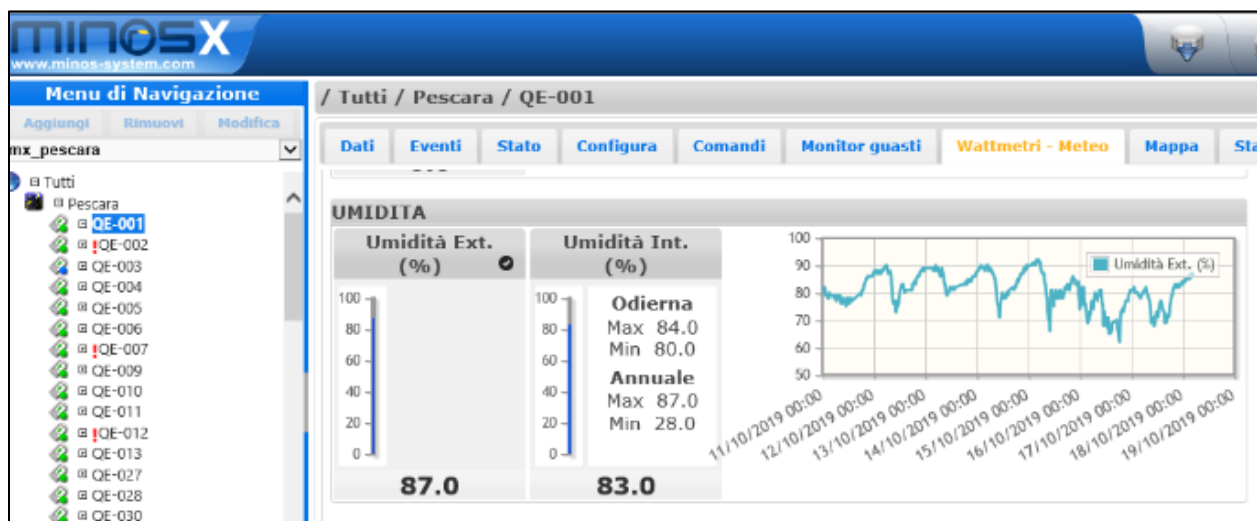 minosX
www.minos-system.com
Menu di Navigazione
Aggiungi Rimuovi Modifica
mx_pescara
Tutti
Pescara
QE-001
!QE-002
QE-003
QE-004
QE-005
QE-006
!QE-007
QE-009
QE-010
QE-011
!QE-012
QE-013
QE-027
QE-028
QE-030
/ Tutti / Pescara / QE-001
Dati Eventi Stato Configura Comandi Monitor guasti Wattmetri - Meteo Mappa
UMIDITA
Umidità Ext.
(%)
100
80
60
40
20
0
87.0
Umidità Int.
(%)
100
80
60
40
20
0
Odierna
Max 84.0
Min 80.0
Annuale
Max 87.0
Min 28.0
83.0
100
90
80
70
60
50
Umidità Ext. (%)
11/10/2019 00:00
12/10/2019 00:00
13/10/2019 00:00
14/10/2019 00:00
15/10/2019 00:00
16/10/2019 00:00
17/10/2019 00:00
18/10/2019 00:00
19/10/2019 00:00